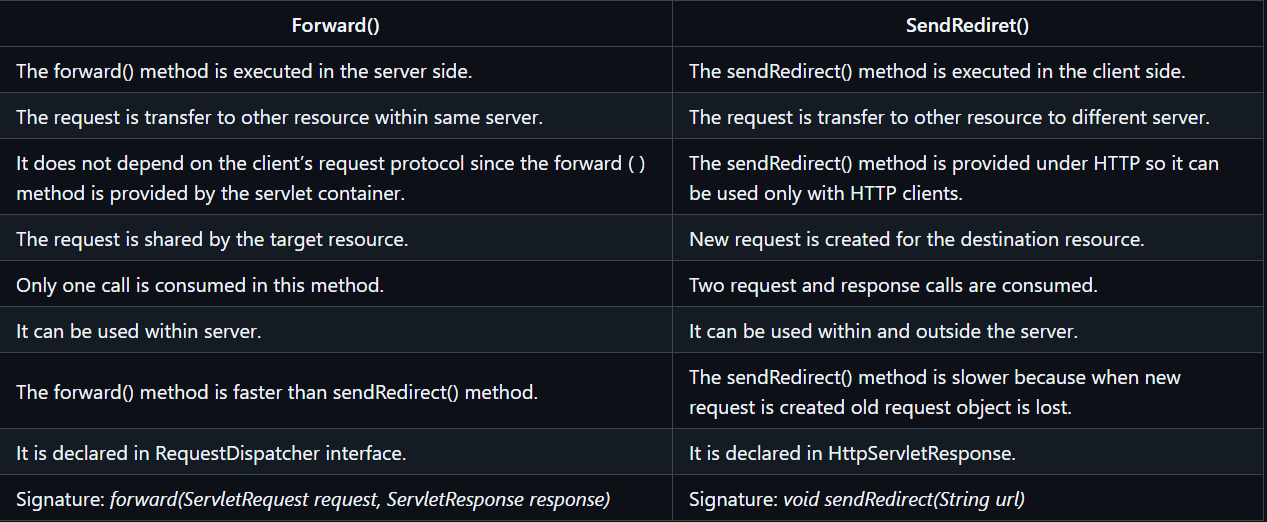 Forward()
SendRediret()
The forward() method is executed in the server side.
The sendRedirect() method is executed in the client side.
The request is transfer to other resource within same server.
The request is transfer to other resource to different server.
It does not depend on the client’s request protocol since the forward ( )
method is provided by the servlet container.
The sendRedirect() method is provided under HTTP so it can
be used only with HTTP clients.
The request is shared by the target resource.
New request is created for the destination resource.
Only one call is consumed in this method.
Two request and response calls are consumed.
It can be used within server.
It can be used within and outside the server.
The forward() method is faster than sendRedirect() method.
The sendRedirect() method is slower because when new
request is created old request object is lost.
It is declared in RequestDispatcher interface.
It is declared in HttpServletResponse.
Signature: forward(ServletRequest request, ServletResponse response)
Signature: void sendRedirect(String url)